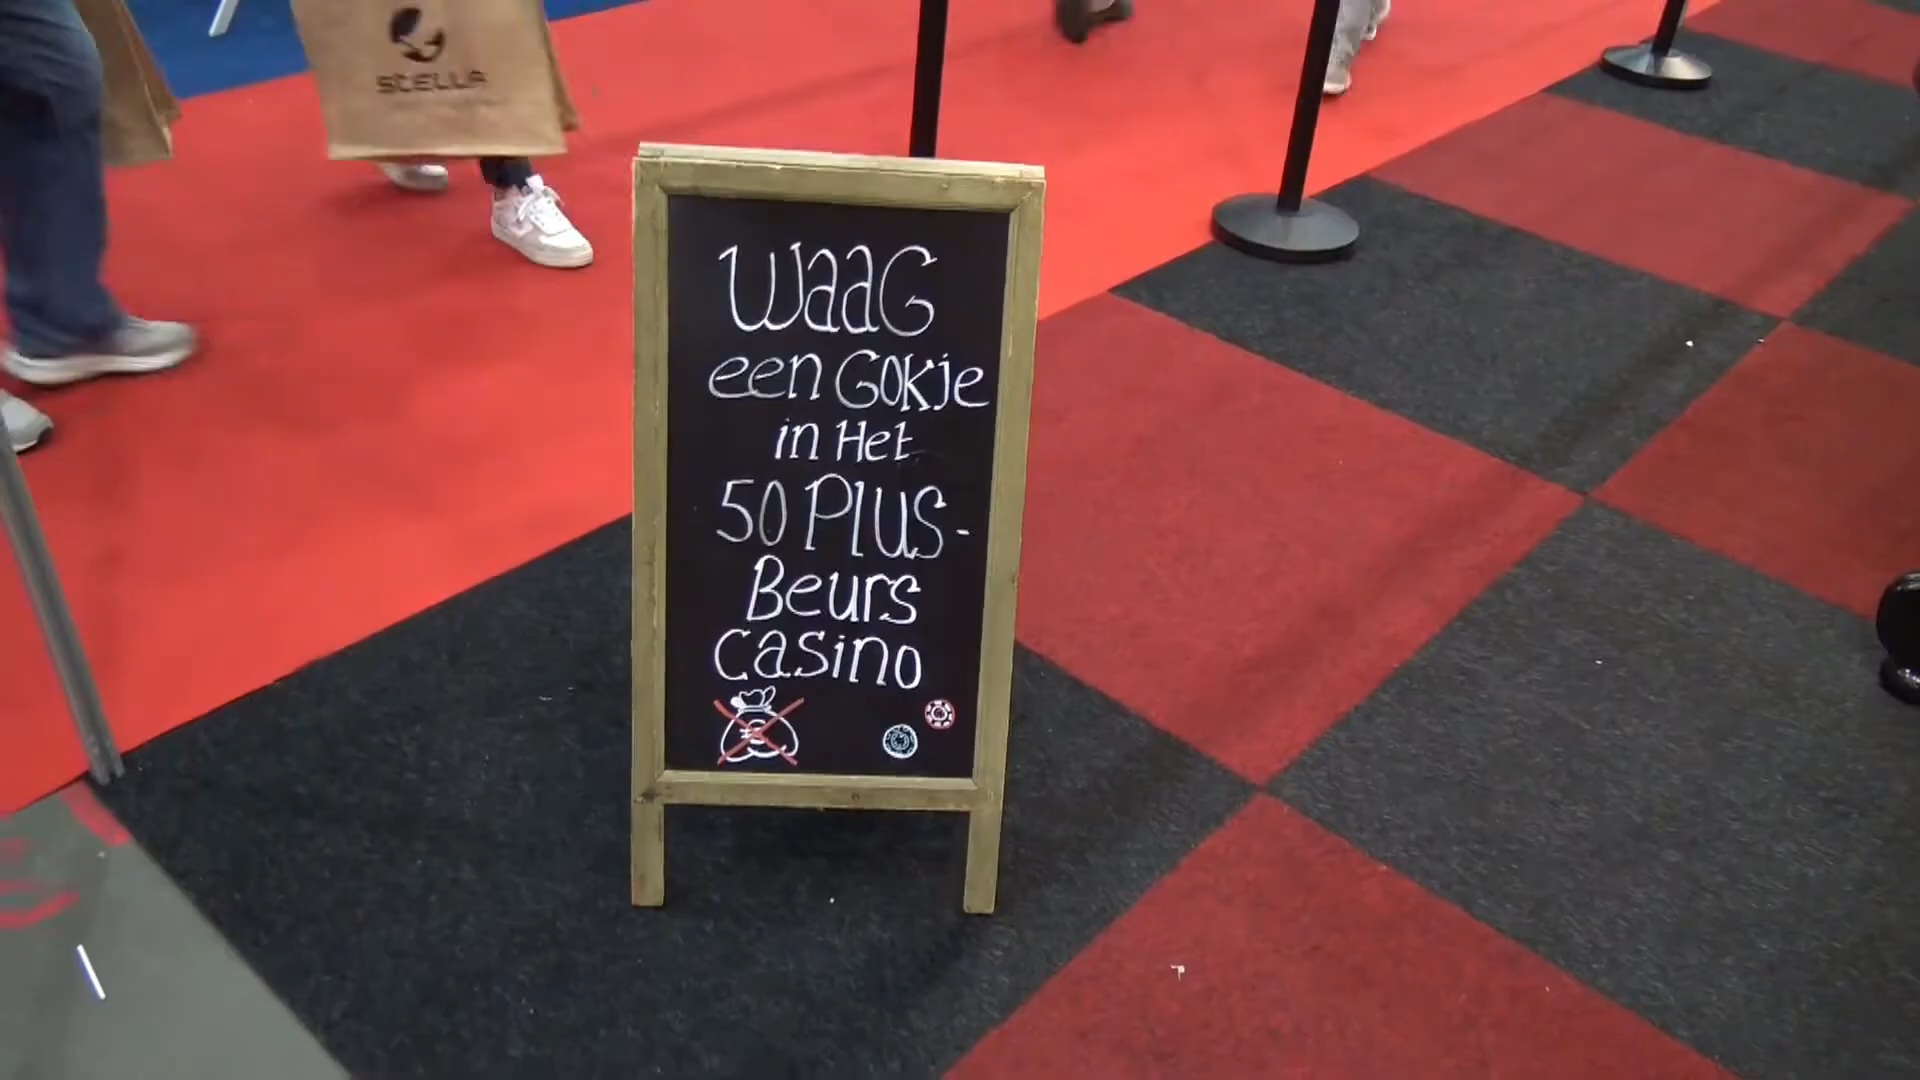 STELLA
WaaG
een Gokje
in Het
50 Plus-
Beurs
casino